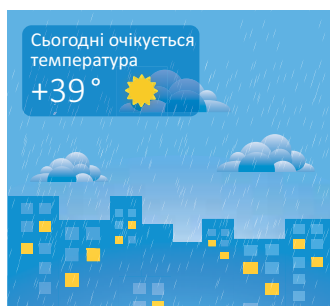 Сьогодні очікується
температура
+39°